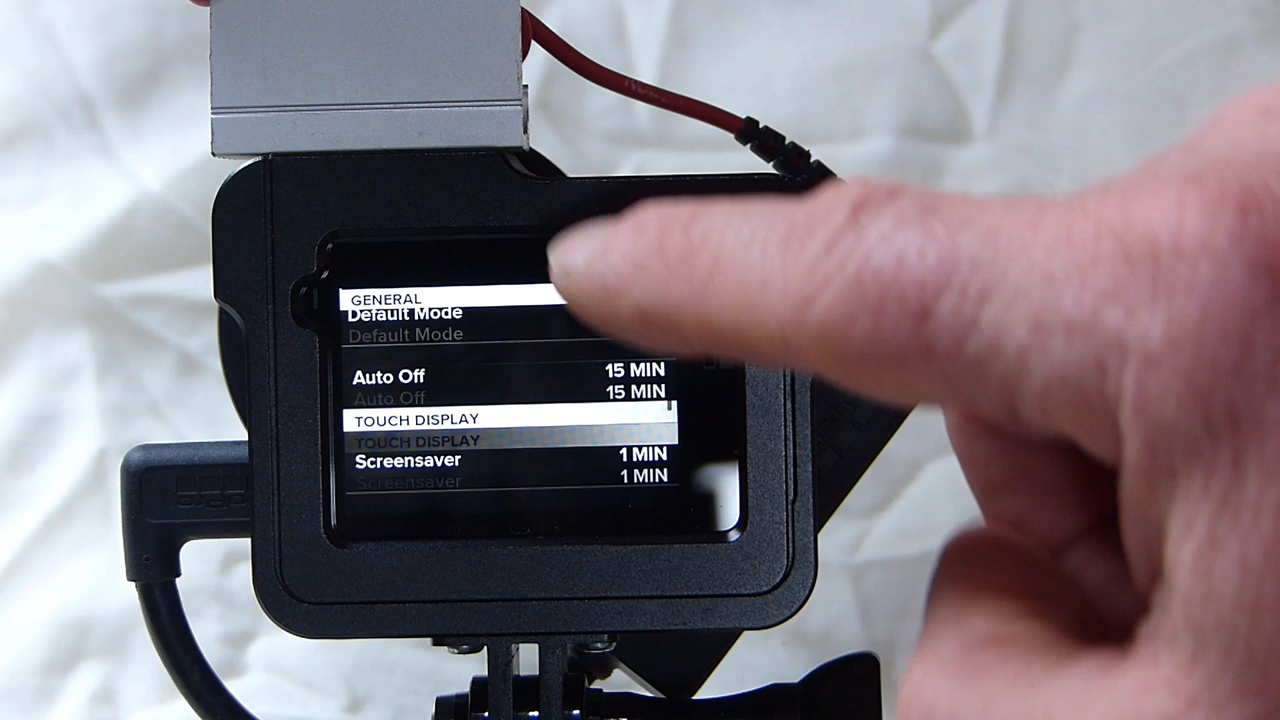 GENERAL
Default Mode
Default Mode
Auto Off 15 MIN
Auto Off 15 MIN
TOUCH DISPLAY
TOUCH DISPLAY
Screensaver 1 MIN
Screensaver 1 MIN